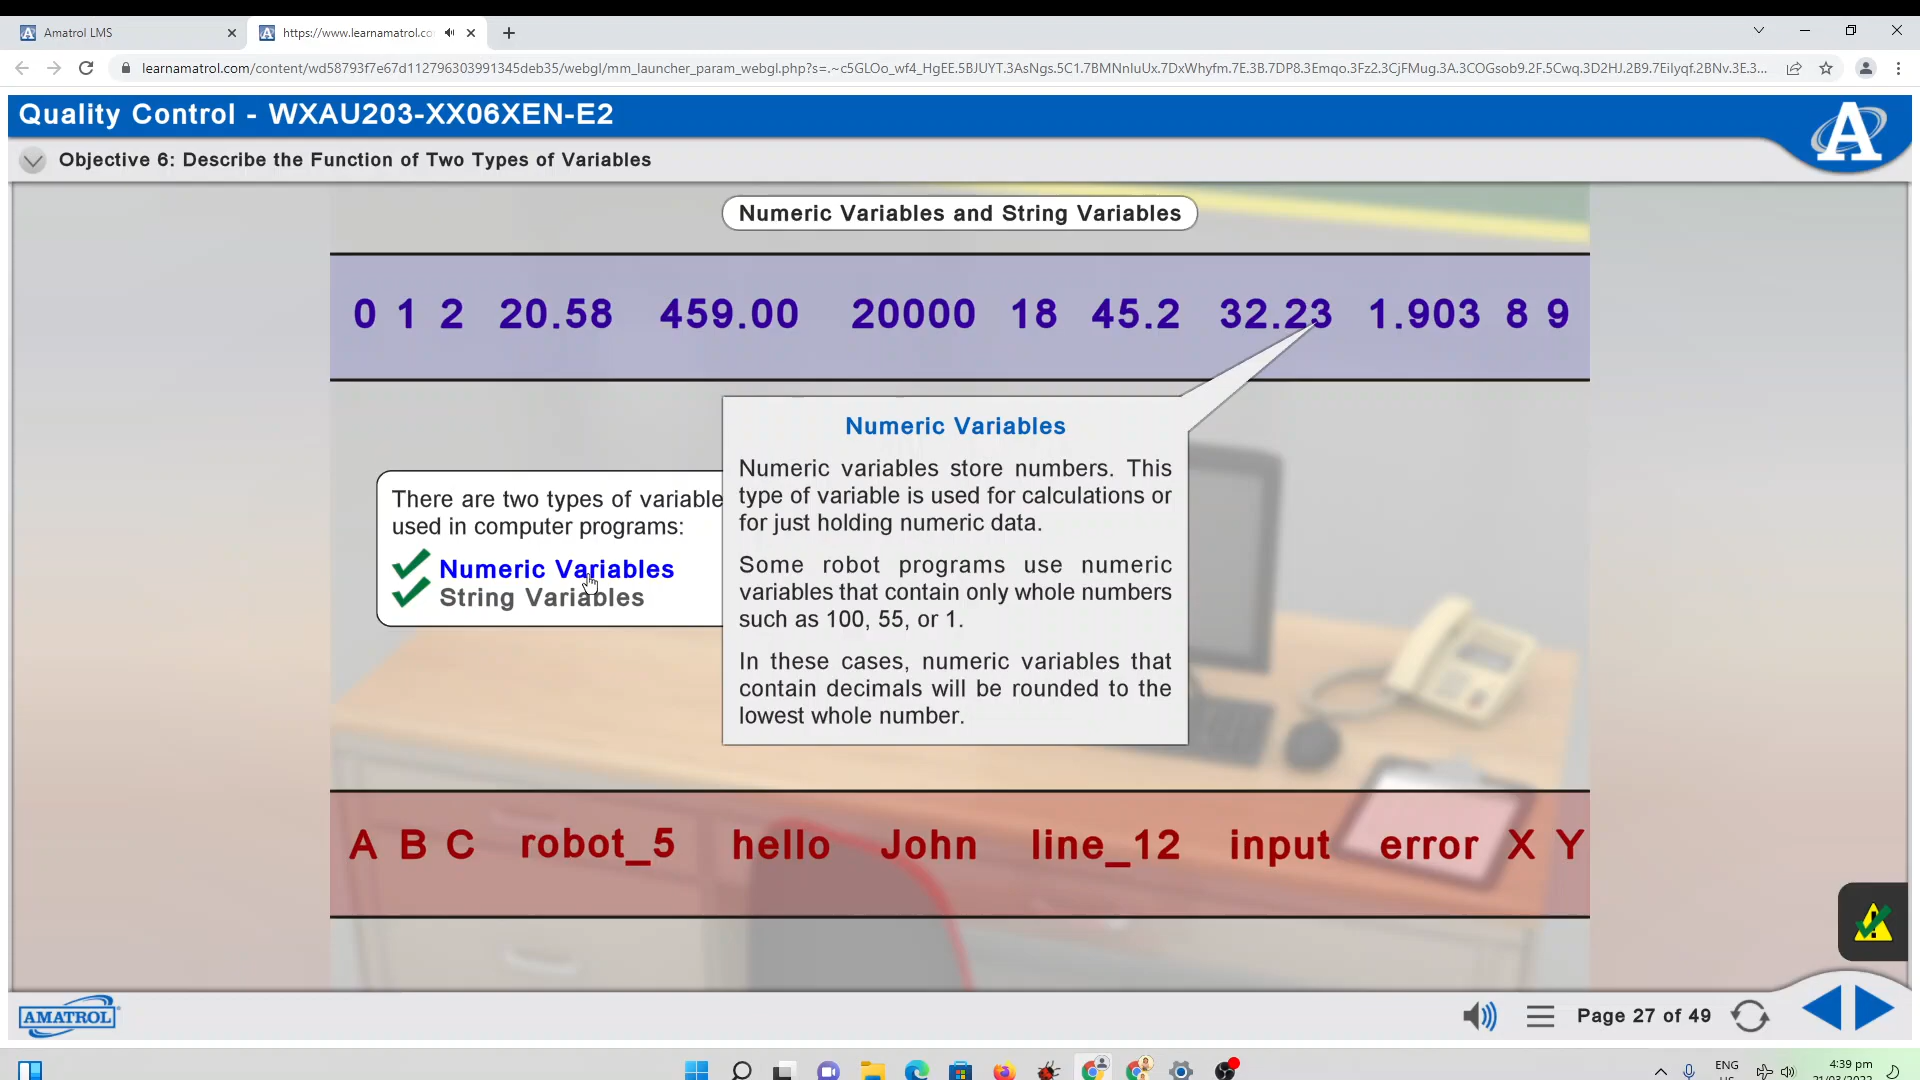 Amatrol LMS
https://www.learnamatrol.co
learnamatrol.com/content/wd58793f7e67d112796303991345deb35/webgl/mm_launcher_param_webgl.php?s=.~c5GLOo_wf4_HgEE.5BJUYT.3AsNgs.5C1.7BMNnIuUx.7DxWhyfm.7E.3B.7DP8.3Emqo.3Fz2.3CjFMug.3A.3COGsob9.2F.5Cwq.3D2HJ.2B9.7Eilyqf.2BNv.3E.3...
Quality Control - WXAU203-XX06XEN-E2
Objective 6: Describe the Function of Two Types of Variables
Numeric Variables and String Variables
0 1 2 20.58 459.00 20000 18 45.2 32.23 1.903 8 9
There are two types of variable
used in computer programs:
Numeric Variables
String Variables
Numeric Variables
Numeric variables store numbers. This
type of variable is used for calculations or
for just holding numeric data.
Some robot programs use numeric
variables that contain only whole numbers
such as 100, 55, or 1.
In these cases, numeric variables that
contain decimals will be rounded to the
lowest whole number.
A B C robot_5 hello John line_12 input error X Y
AMATROL
Page 27 of 49
ENG
4:39 pm